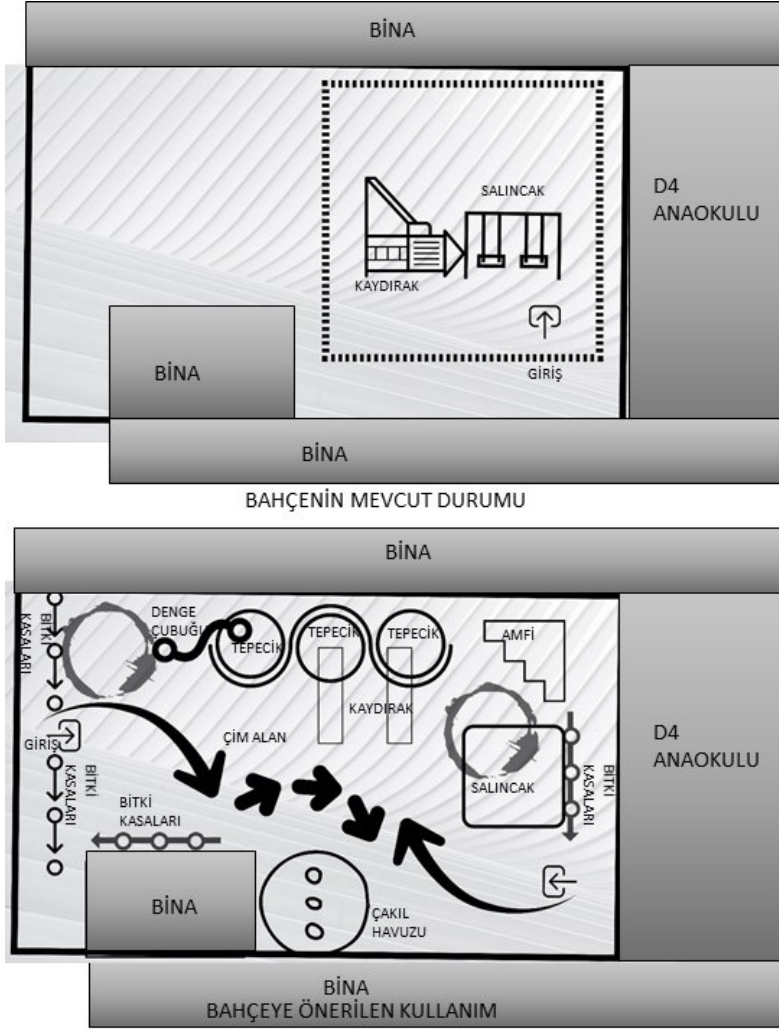 BİNA
SALINCAK
D4
ANAOKULU
KAYDIRAK
BİNA
GİRİŞ
BİNA
BAHÇENİN MEVCUT DURUMU
BİNA
BİTKİ
KASALARI
DENGE
ÇUBUĞU
TEPECİK
TEPECİK
TEPECİK
AMFİ
KAYDIRAK
GİRİŞ
ÇİM ALAN
D4
ANAOKULU
BİTKİ
KASALARI
SALINCAK
BİTKİ
KASALARI
BİTKİ
KASALARI
BİNA
ÇAKIL
HAVUZU
BİNA
BAHÇEYE ÖNERİLEN KULLANIM